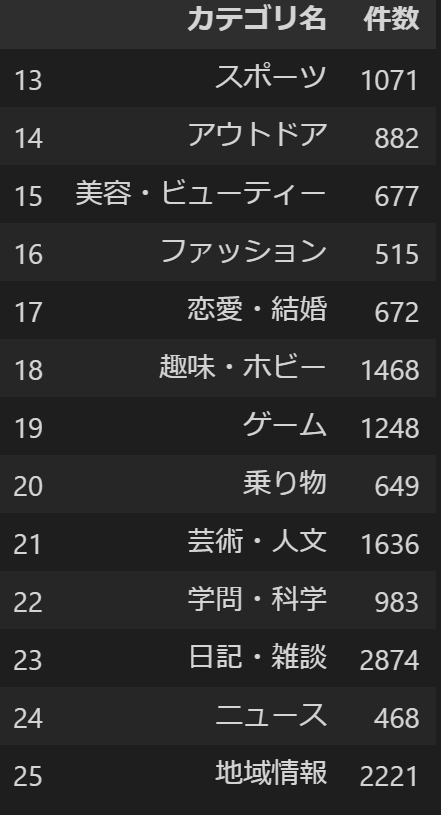 カテゴリ名 件数
13 スポーツ 1071
14 アウトドア 882
15 美容・ビューティー 677
16 ファッション 515
17 恋愛・結婚 672
18 趣味・ホビー 1468
19 ゲーム 1248
20 乗り物 649
21 芸術・人文 1636
22 学問・科学 983
23 日記・雑談 2874
24 ニュース 468
25 地域情報 2221